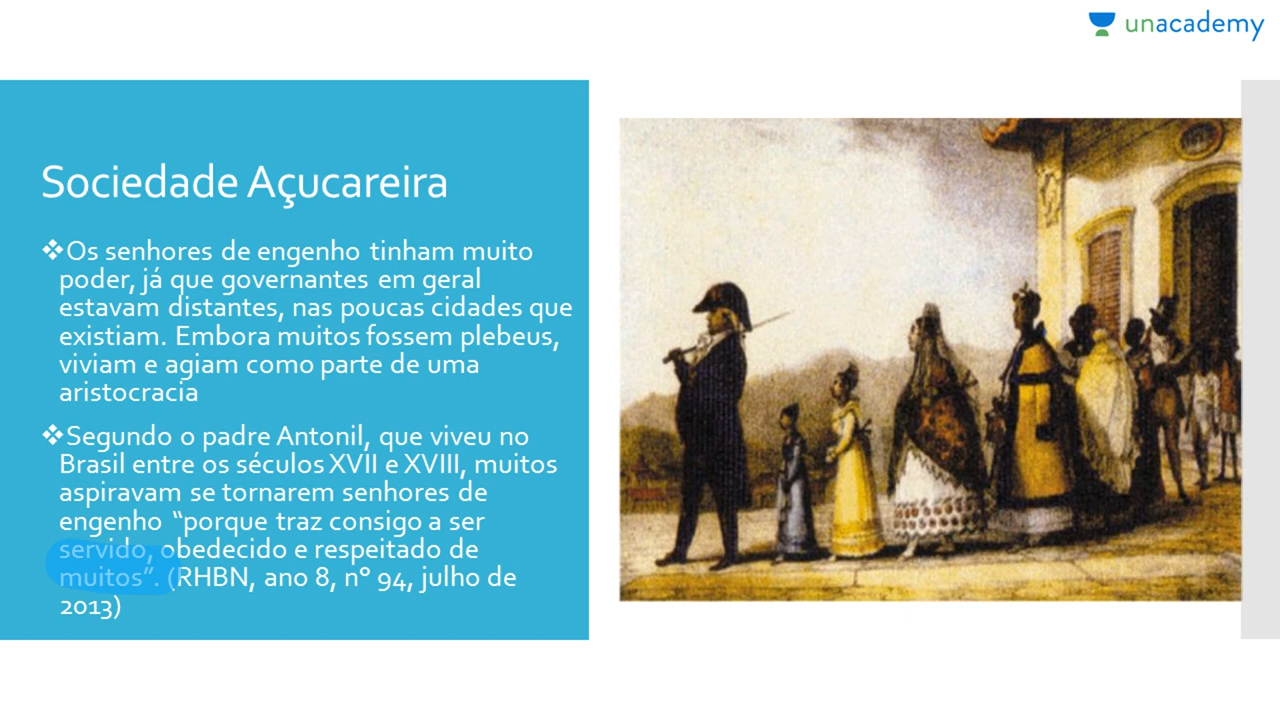 unacademy
Sociedade Açucareira
❖Os senhores de engenho tinham muito
poder, já que governantes em geral
estavam distantes, nas poucas cidades que
existiam. Embora muitos fossem plebeus,
viviam e agiam como parte de uma
aristocracia
❖Segundo o padre Antonil, que viveu no
Brasil entre os séculos XVII e XVIII, muitos
aspiravam se tornarem senhores de
engenho “porque traz consigo a ser
servido, obedecido e respeitado de
muitos”. (RHBN, ano 8, nº 94, julho de
2013)